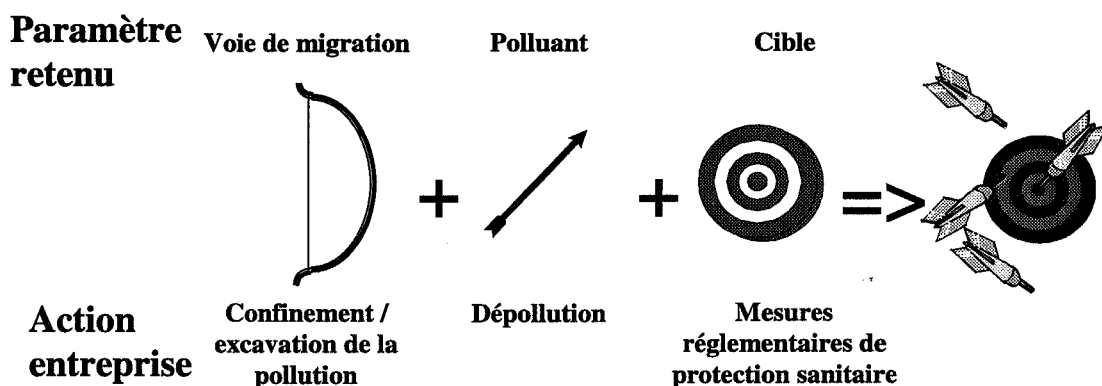 Paramètre
retenu
Voie de migration
Polluant
Cible
+
+
=>
Action
entreprise
Confinement /
excavation de la
pollution
Dépollution
Mesures
réglementaires de
protection sanitaire